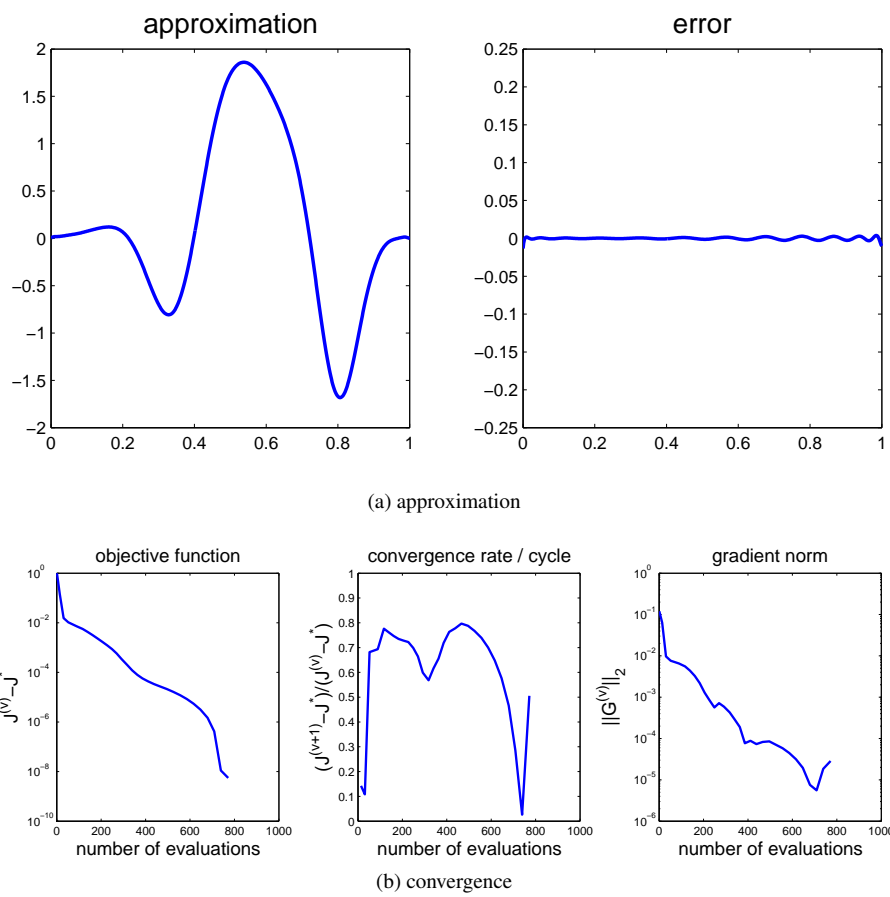 approximation
2
1.5
1
0.5
0
−0.5
−1
−1.5
−2
0 0.2 0.4 0.6 0.8 1
error
0.25
0.2
0.15
0.1
0.05
0
−0.05
−0.1
−0.15
−0.2
−0.25
0 0.2 0.4 0.6 0.8 1
(a) approximation
objective function
J^(v)−J^*
10^0
10^−2
10^−4
10^−6
10^−8
10^−10
0 200 400 600 800 1000
number of evaluations
convergence rate / cycle
(J^(v+1)−J^*)/(J^(v)−J^*)
1
0.9
0.8
0.7
0.6
0.5
0.4
0.3
0.2
0.1
0
0 200 400 600 800 1000
number of evaluations
gradient norm
||G^(v)||_2
10^0
10^−1
10^−2
10^−3
10^−4
10^−5
10^−6
0 200 400 600 800 1000
number of evaluations
(b) convergence